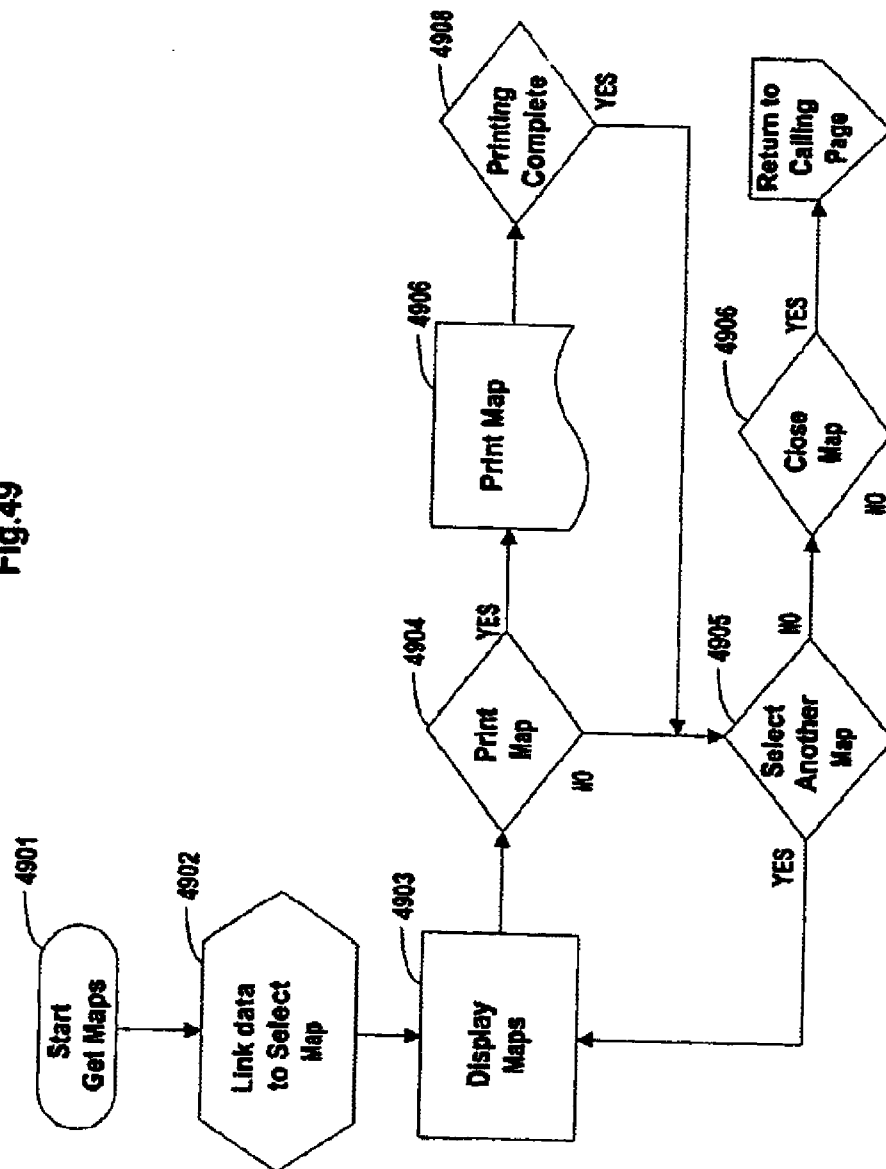 Fig.49
4901
Start
Get Maps
4902
Link data
to Select
Map
4903
Display
Maps
4904
Print
Map
YES
NO
4906
Print Map
4908
Printing
Complete
YES
4905
Select
Another
Map
YES
NO
4906
Close
Map
YES
NO
Return to
Calling
Page